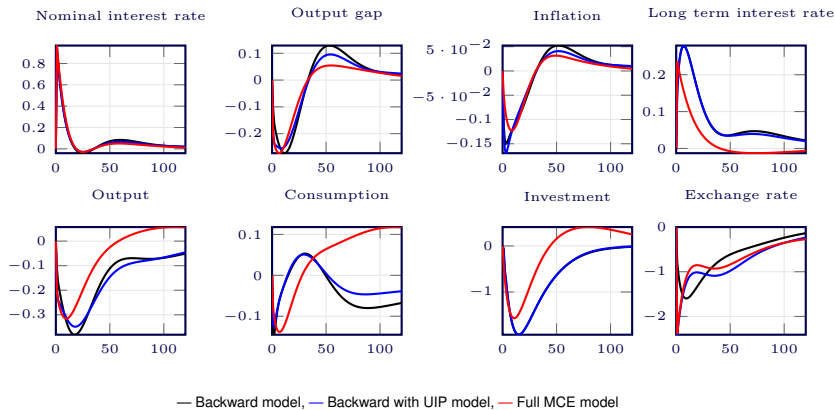 Nominal interest rate
Output gap
Inflation
Long term interest rate
0.8
0.6
0.4
0.2
0
0 50 100
0.1
0
−0.1
−0.2
0 50 100
5 · 10−2
0
−5 · 10−2
−0.1
−0.15
0 50 100
0.2
0.1
0
0 50 100
Output
Consumption
Investment
Exchange rate
0
−0.1
−0.2
−0.3
0 50 100
0.1
0
−0.1
0 50 100
0
−1
0 50 100
0
−1
−2
0 50 100
— Backward model, — Backward with UIP model, — Full MCE model